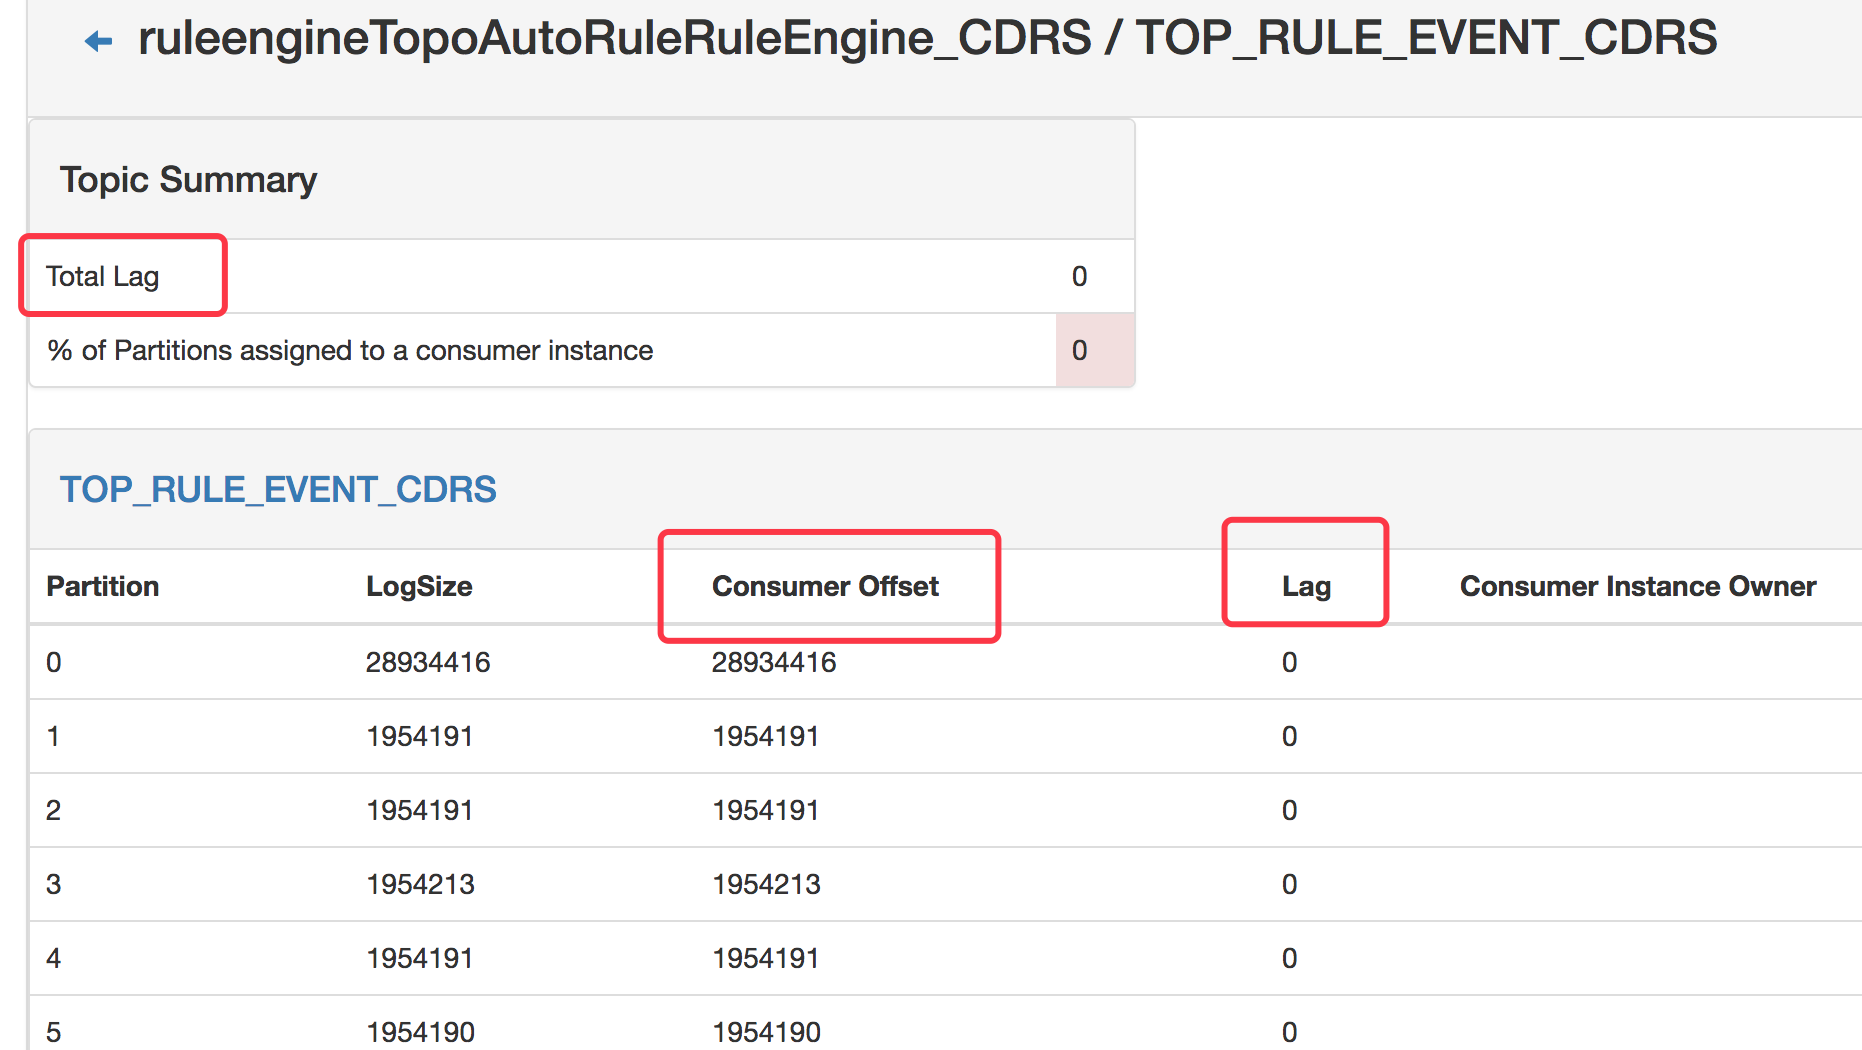 ruleengineTopoAutoRuleRuleEngine_CDRS / TOP_RULE_EVENT_CDRS
Topic Summary
Total Lag 0
% of Partitions assigned to a consumer instance 0
TOP_RULE_EVENT_CDRS
Partition LogSize Consumer Offset Lag Consumer Instance Owner
0 28934416 28934416 0
1 1954191 1954191 0
2 1954191 1954191 0
3 1954213 1954213 0
4 1954191 1954191 0
5 1954190 1954190 0